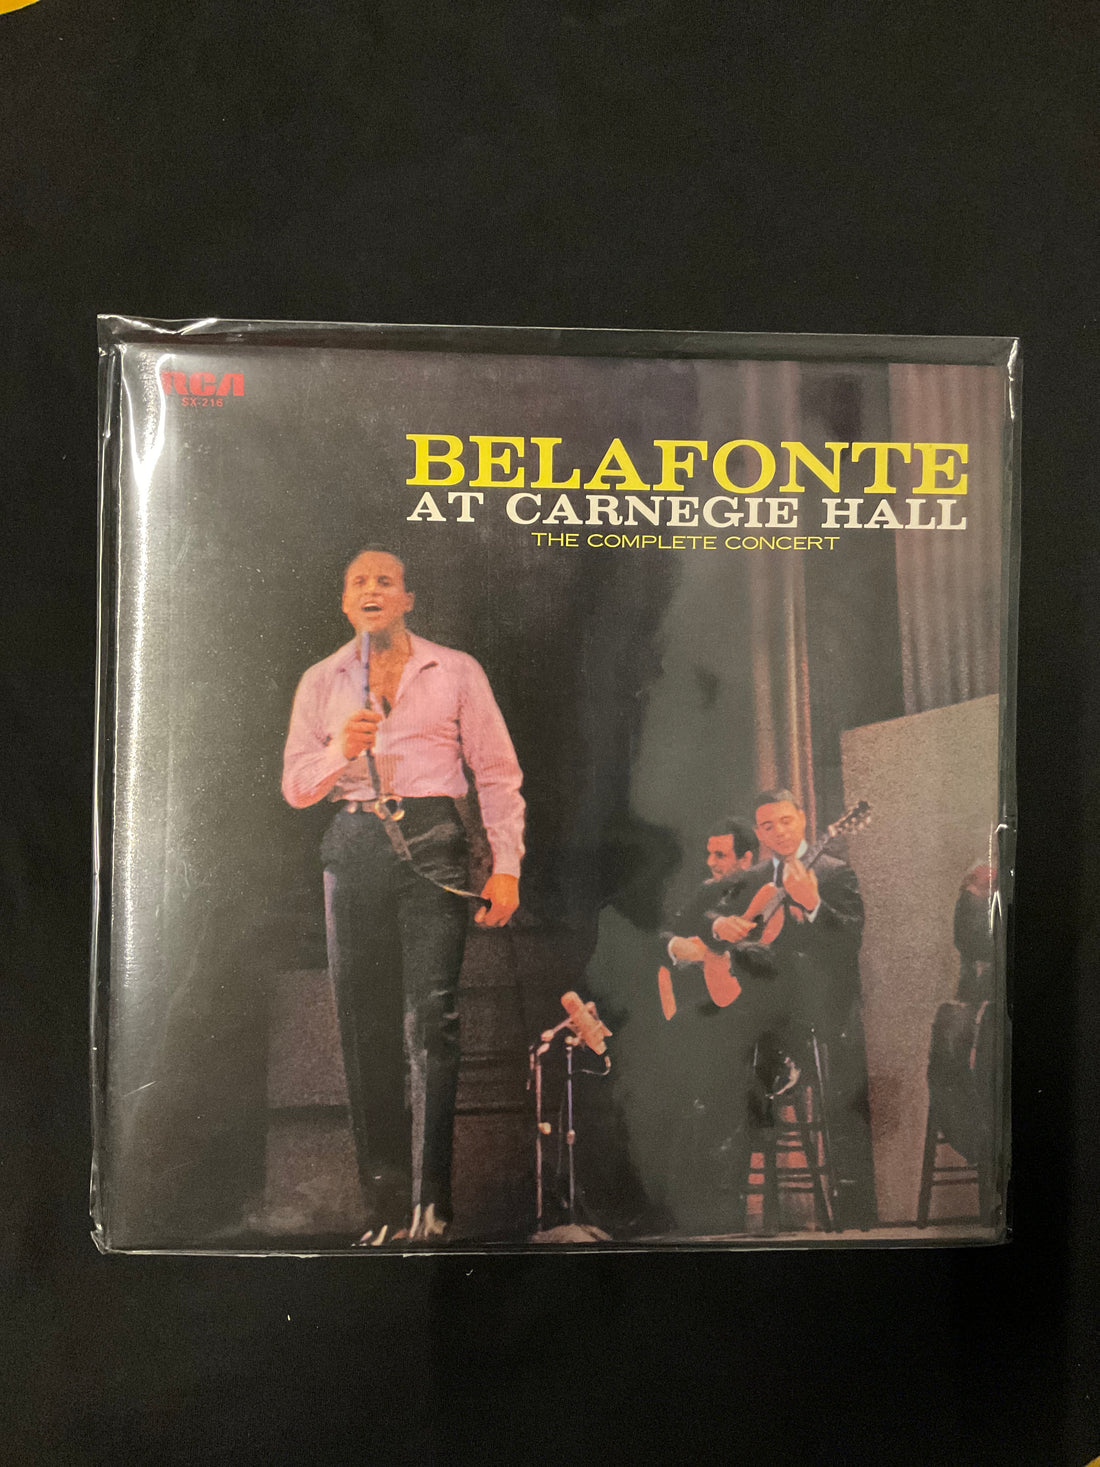 RCA
SX-216
BELAFONTE
AT CARNEGIE HALL
THE COMPLETE CONCERT